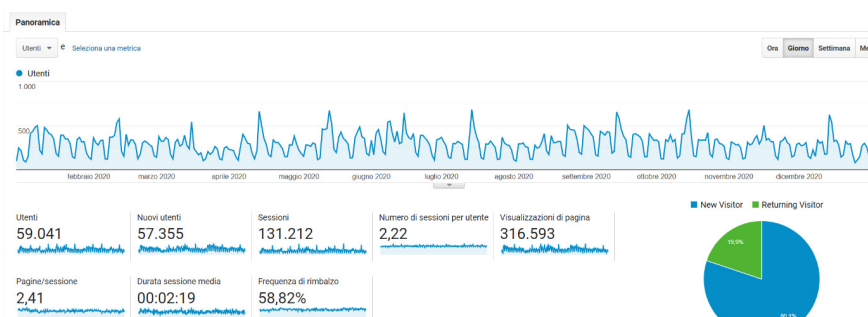 Panoramica
Utenti e Seleziona una metrica
Ora Giorno Settimana
Utenti
1.000
500
febbraio 2020 marzo 2020 aprile 2020 maggio 2020 giugno 2020 luglio 2020 agosto 2020 settembre 2020 ottobre 2020 novembre 2020 dicembre 2020
New Visitor Returning Visitor
Utenti Nuovi utenti Sessioni Numero di sessioni per utente Visualizzazioni di pagina
59.041 57.355 131.212 2,22 316.593
19,9%
Pagine/sessione Durata sessione media Frequenza di rimbalzo
2,41 00:02:19 58,82%